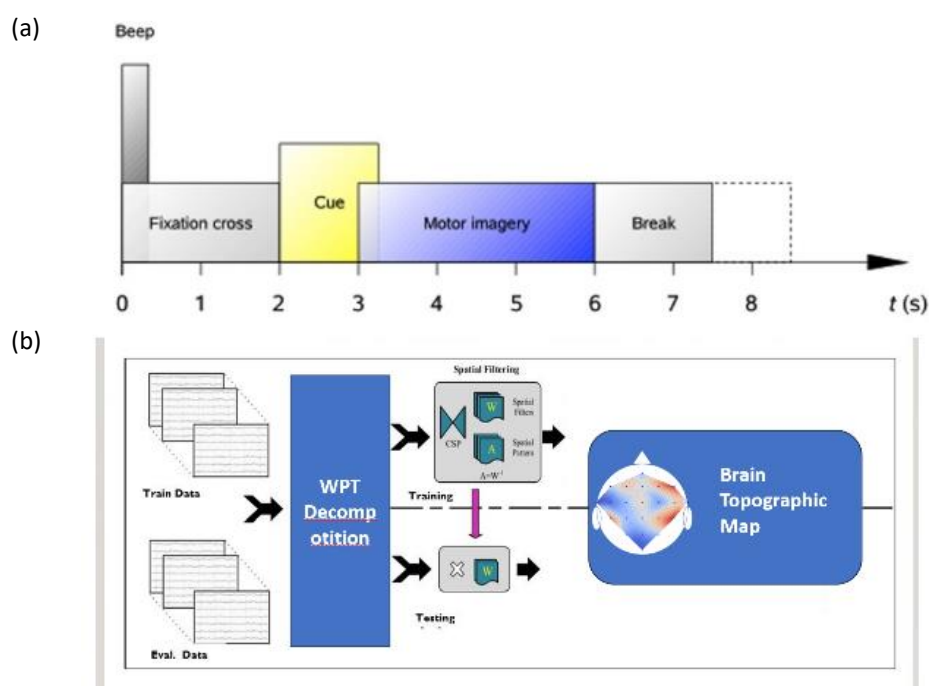 (a)
Beep
Fixation cross
Cue
Motor imagery
Break
0 1 2 3 4 5 6 7 8 t (s)
(b)
Spatial Filtering
W
Spatial
Filters
CSP
A
Spatial
Pattern
A=W⁻¹
Train Data
WPT
Decomp
otition
Training
Brain
Topographic
Map
W
Testing
Eval. Data